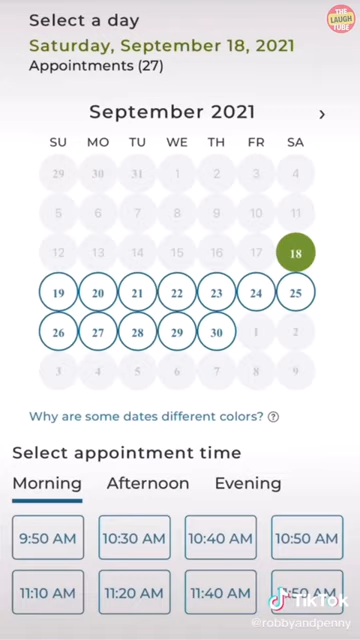 THE
LAUGH
TUBE
Select a day
Saturday, September 18, 2021
Appointments (27)
September 2021 ›
SU MO TU WE TH FR SA
29 30 31 1 2 3 4
5 6 7 8 9 10 11
12 13 14 15 16 17 18
19 20 21 22 23 24 25
26 27 28 29 30 1 2
3 4 5 6 7 8 9
Why are some dates different colors? ?
Select appointment time
Morning Afternoon Evening
9:50 AM 10:30 AM 10:40 AM 10:50 AM
11:10 AM 11:20 AM 11:40 AM
TikTok
@robbyandpenny